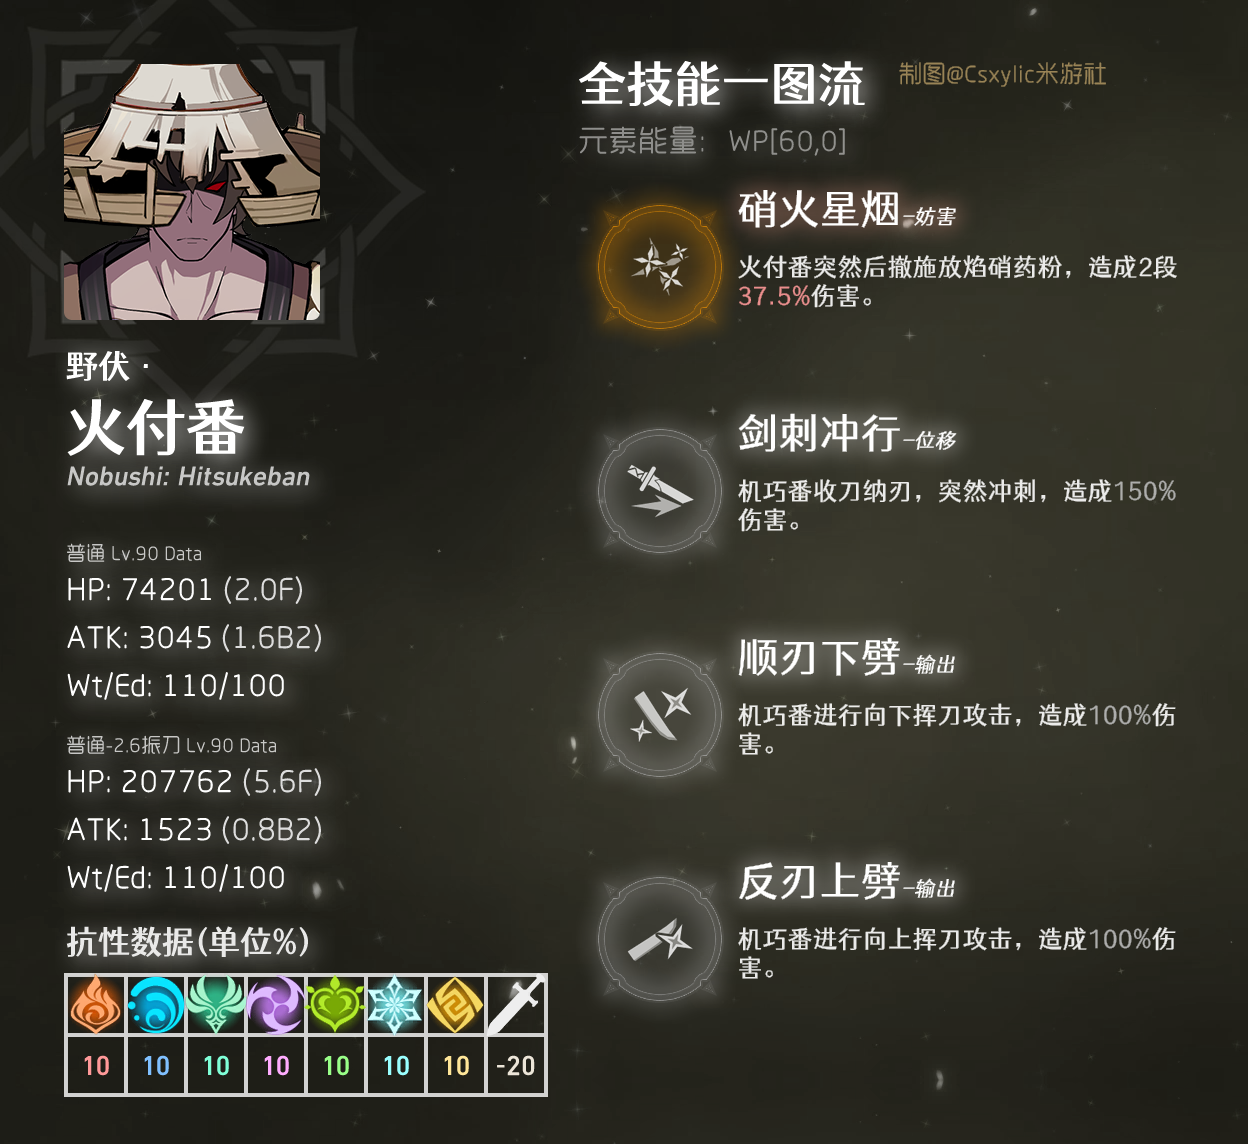 全技能一图流
制图@Csxylic米游社
元素能量: WP[60,0]
硝火星烟-妨害
火付番突然后撤施放焰硝药粉，造成2段
37.5%伤害。
剑刺冲行-位移
机巧番收刀纳刃，突然冲刺，造成150%
伤害。
顺刃下劈-输出
机巧番进行向下挥刀攻击，造成100%伤
害。
反刃上劈-输出
机巧番进行向上挥刀攻击，造成100%伤
害。
野伏·
火付番
Nobushi: Hitsukeban
普通 Lv.90 Data
HP: 74201 (2.0F)
ATK: 3045 (1.6B2)
Wt/Ed: 110/100
普通-2.6振刀 Lv.90 Data
HP: 207762 (5.6F)
ATK: 1523 (0.8B2)
Wt/Ed: 110/100
抗性数据(单位%)
10 10 10 10 10 10 10 -20